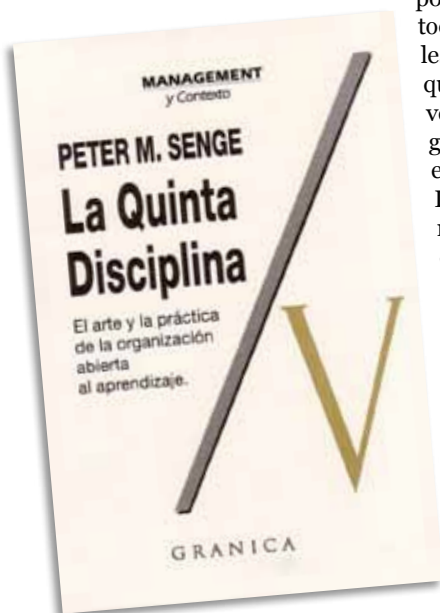 MANAGEMENT
y Contexto
PETER M. SENGE
La Quinta
Disciplina
El arte y la práctica
de la organización
abierta
al aprendizaje.
V
GRANICA